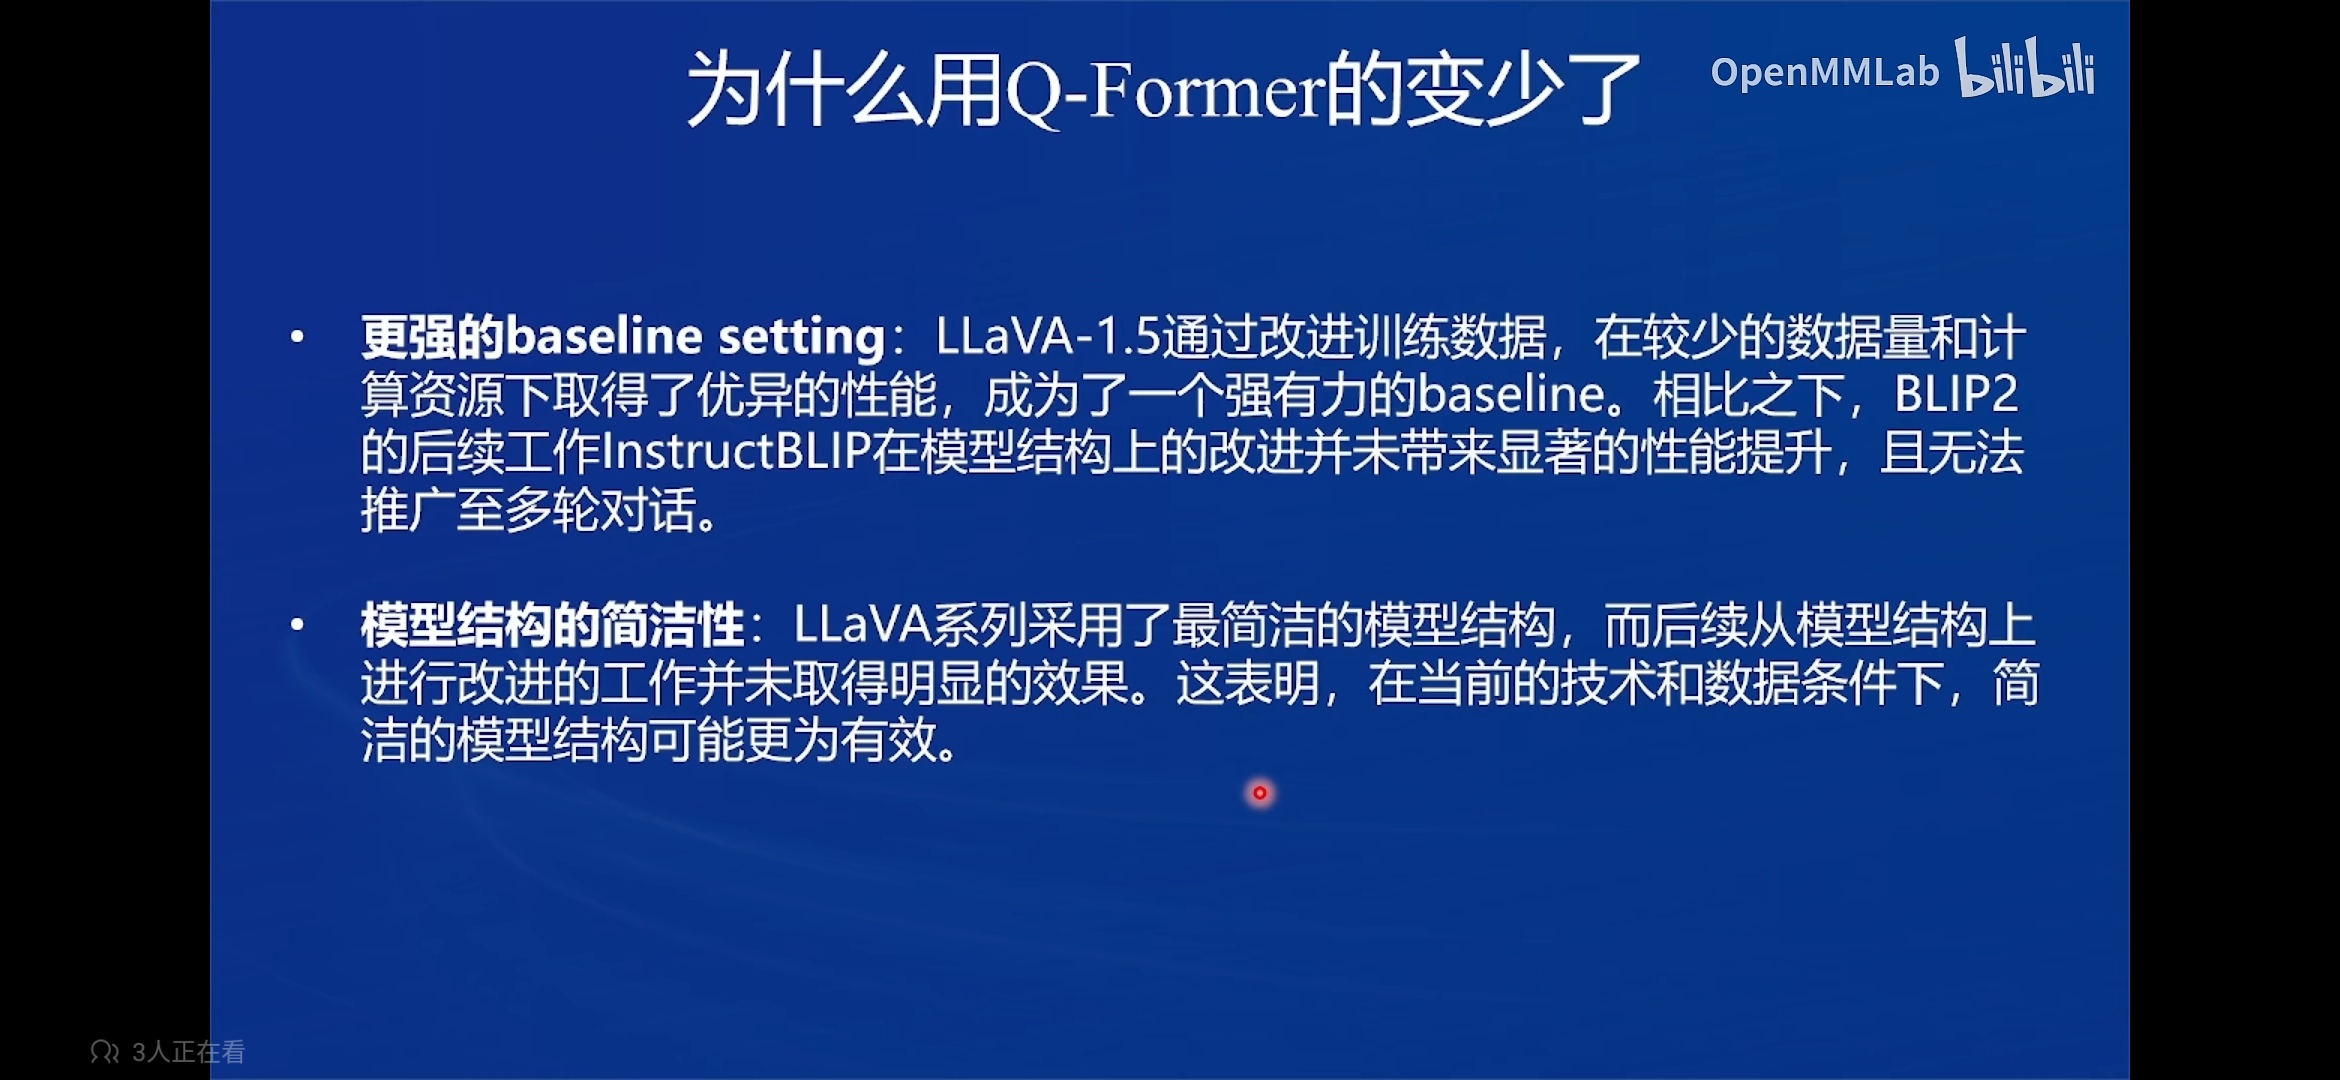 为什么用Q-Former的变少了
OpenMMLab bilibili
• 更强的baseline setting：LLaVA-1.5通过改进训练数据，在较少的数据量和计
算资源下取得了优异的性能，成为了一个强有力的baseline。相比之下，BLIP2
的后续工作InstructBLIP在模型结构上的改进并未带来显著的性能提升，且无法
推广至多轮对话。
• 模型结构的简洁性：LLaVA系列采用了最简洁的模型结构，而后续从模型结构上
进行改进的工作并未取得明显的效果。这表明，在当前的技术和数据条件下，简
洁的模型结构可能更为有效。
3人正在看